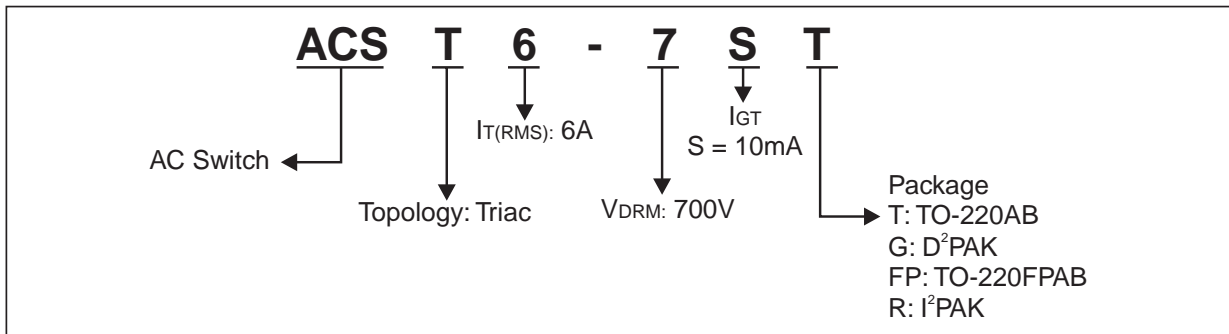 ACS T 6 - 7 S T
IT(RMS): 6A
IGT
S = 10mA
AC Switch
Topology: Triac
VDRM: 700V
Package
T: TO-220AB
G: D²PAK
FP: TO-220FPAB
R: I²PAK